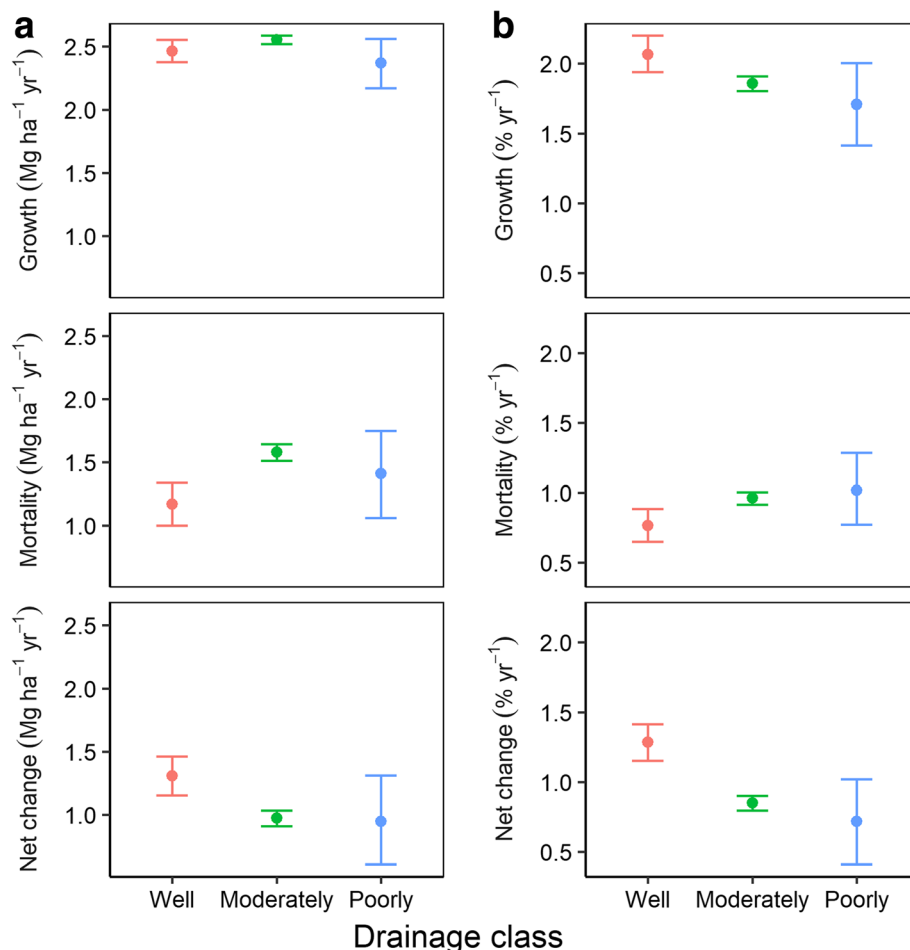 a
Growth (Mg ha⁻¹ yr⁻¹)
2.5
2.0
1.5
1.0
b
Growth (% yr⁻¹)
2.0
1.5
1.0
0.5
Mortality (Mg ha⁻¹ yr⁻¹)
2.5
2.0
1.5
1.0
Mortality (% yr⁻¹)
2.0
1.5
1.0
0.5
Net change (Mg ha⁻¹ yr⁻¹)
2.5
2.0
1.5
1.0
Net change (% yr⁻¹)
2.0
1.5
1.0
0.5
Well Moderately Poorly
Well Moderately Poorly
Drainage class